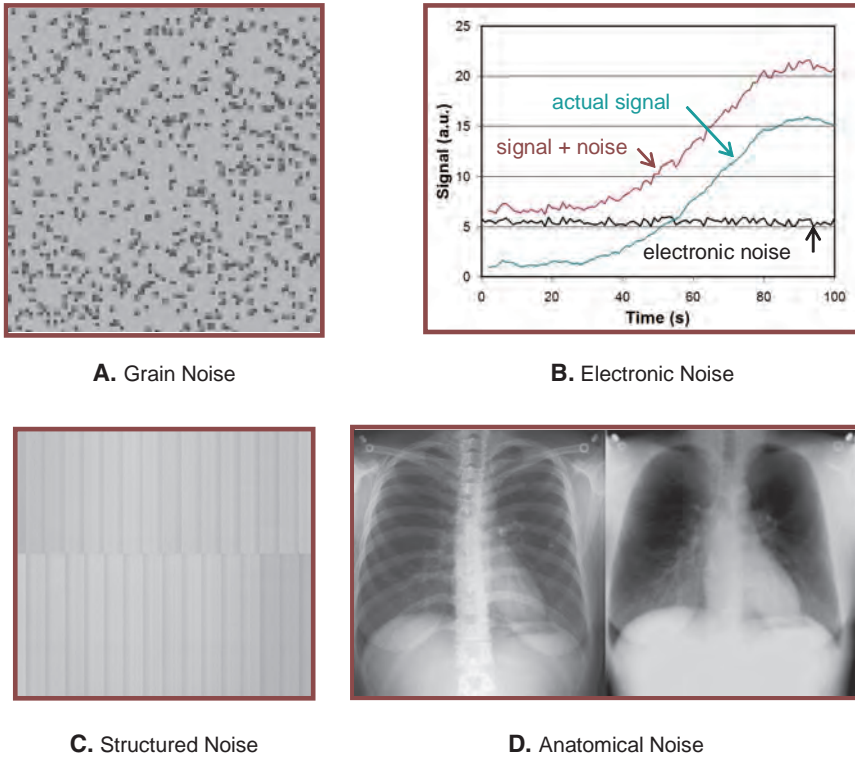 25
20
15
10
5
0
Signal (a.u.)
actual signal
signal + noise
electronic noise
0 20 40 60 80 100
Time (s)
A. Grain Noise
B. Electronic Noise
C. Structured Noise
D. Anatomical Noise